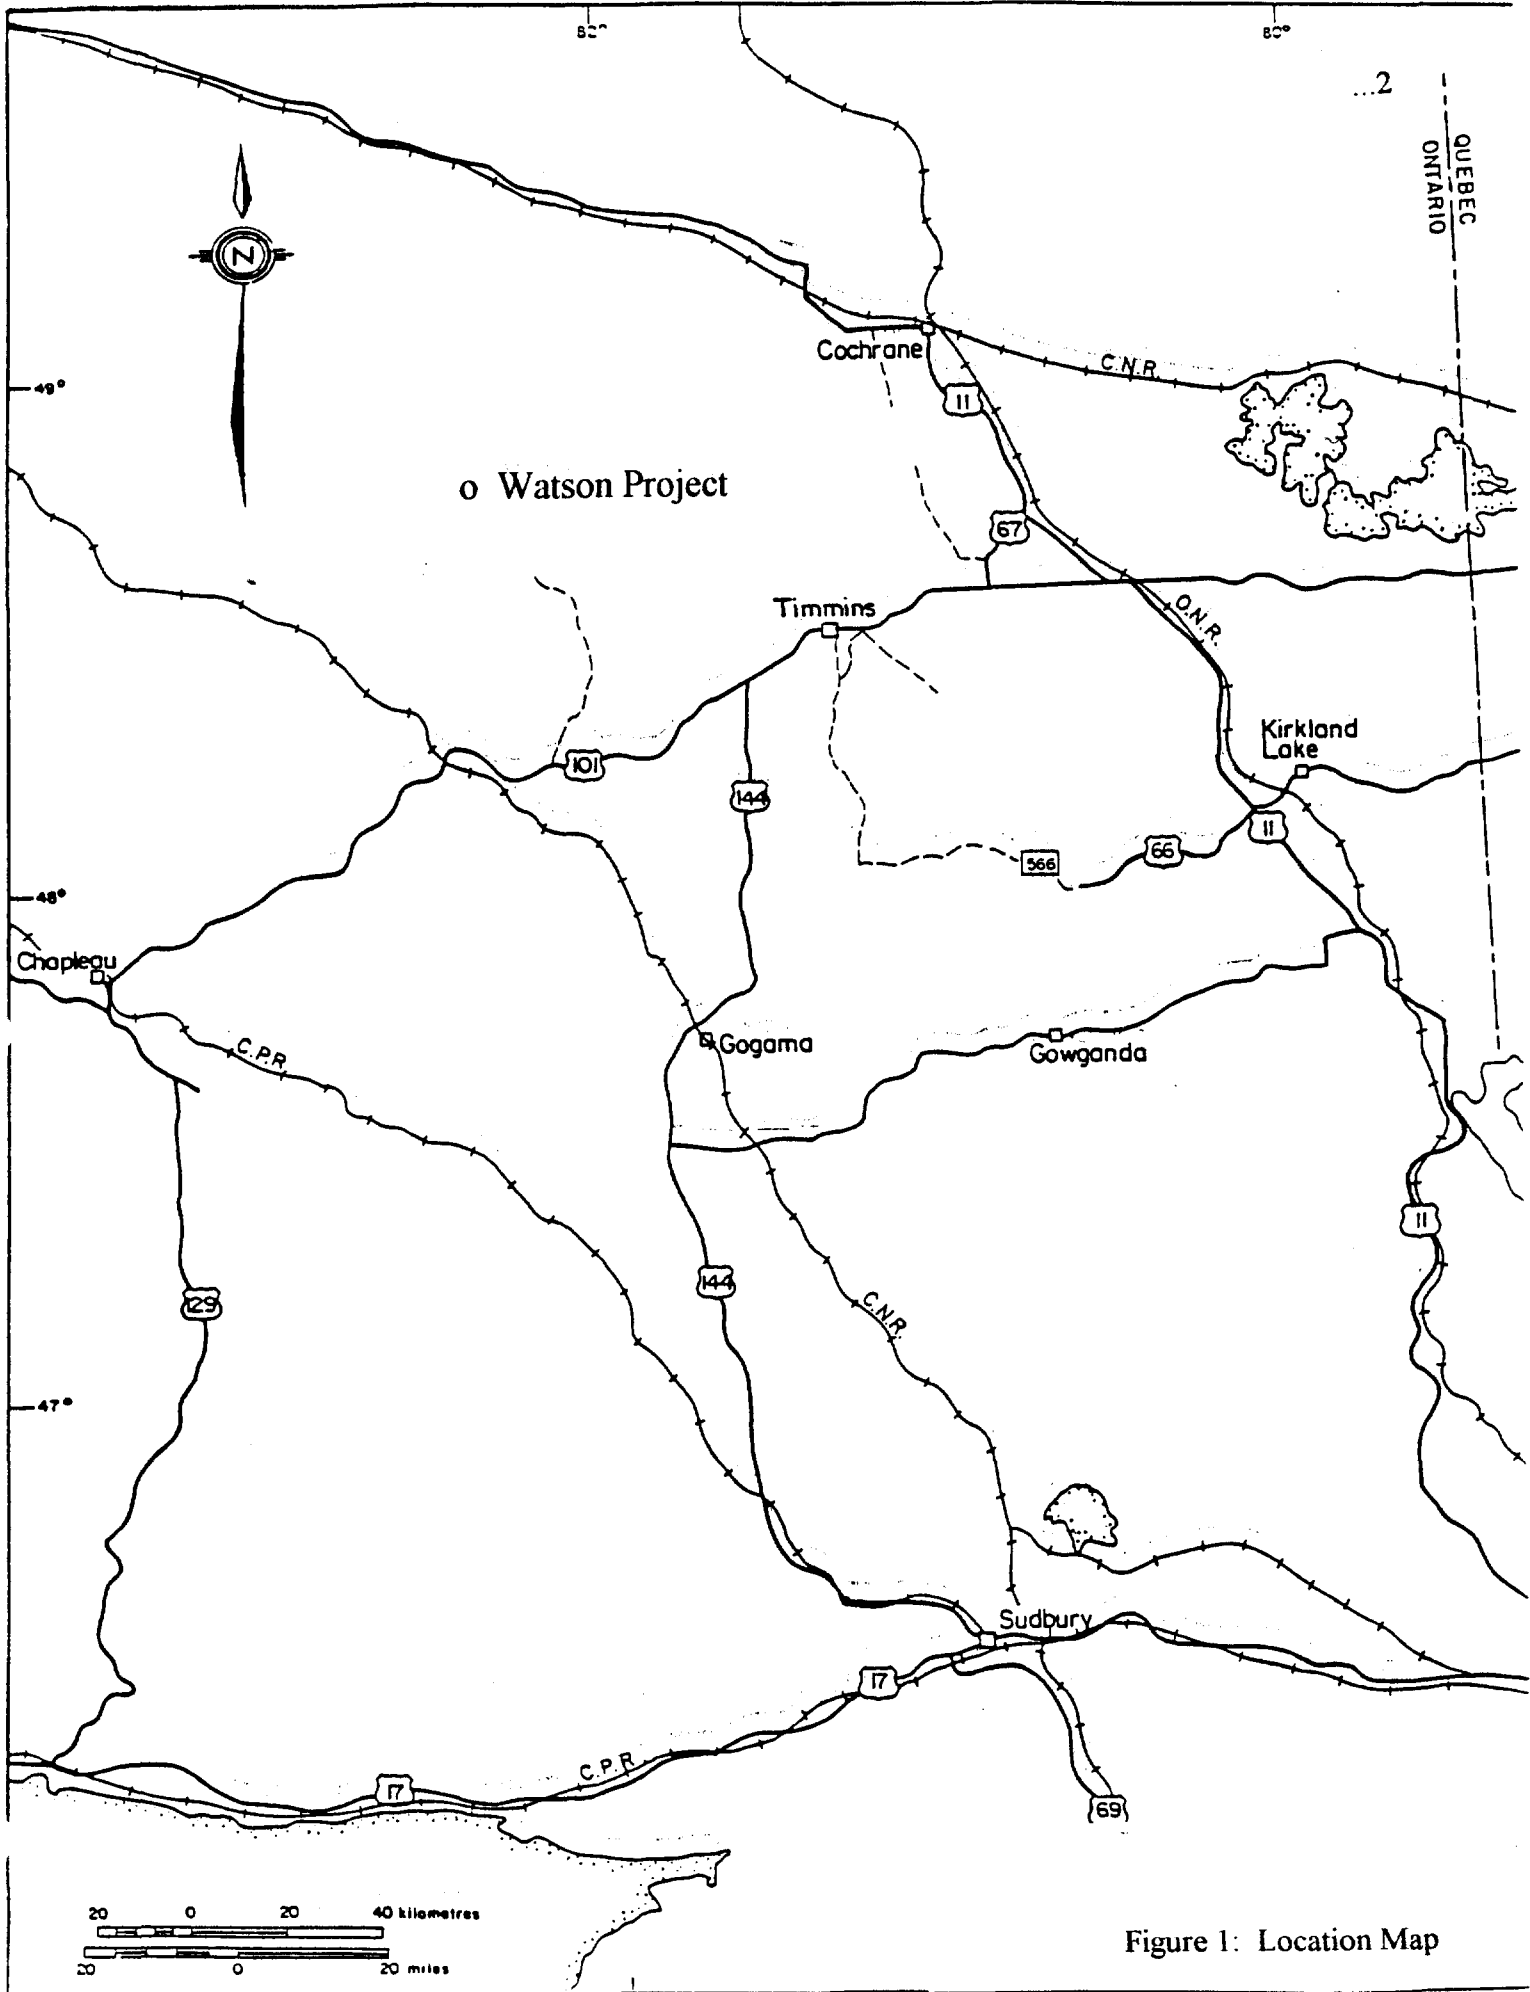 82°
80°
...2
QUEBEC
ONTARIO
N
Cochrane
C.N.R.
11
49°
o Watson Project
67
Timmins
O.N.R.
Kirkland
Lake
101
144
11
66
566
48°
Chapleau
C.P.R
Gogama
Gowganda
11
144
129
C.N.R.
47°
Sudbury
17
C.P.R
17
69
20 0 20 40 kilometres
20 0 20 miles
Figure 1: Location Map